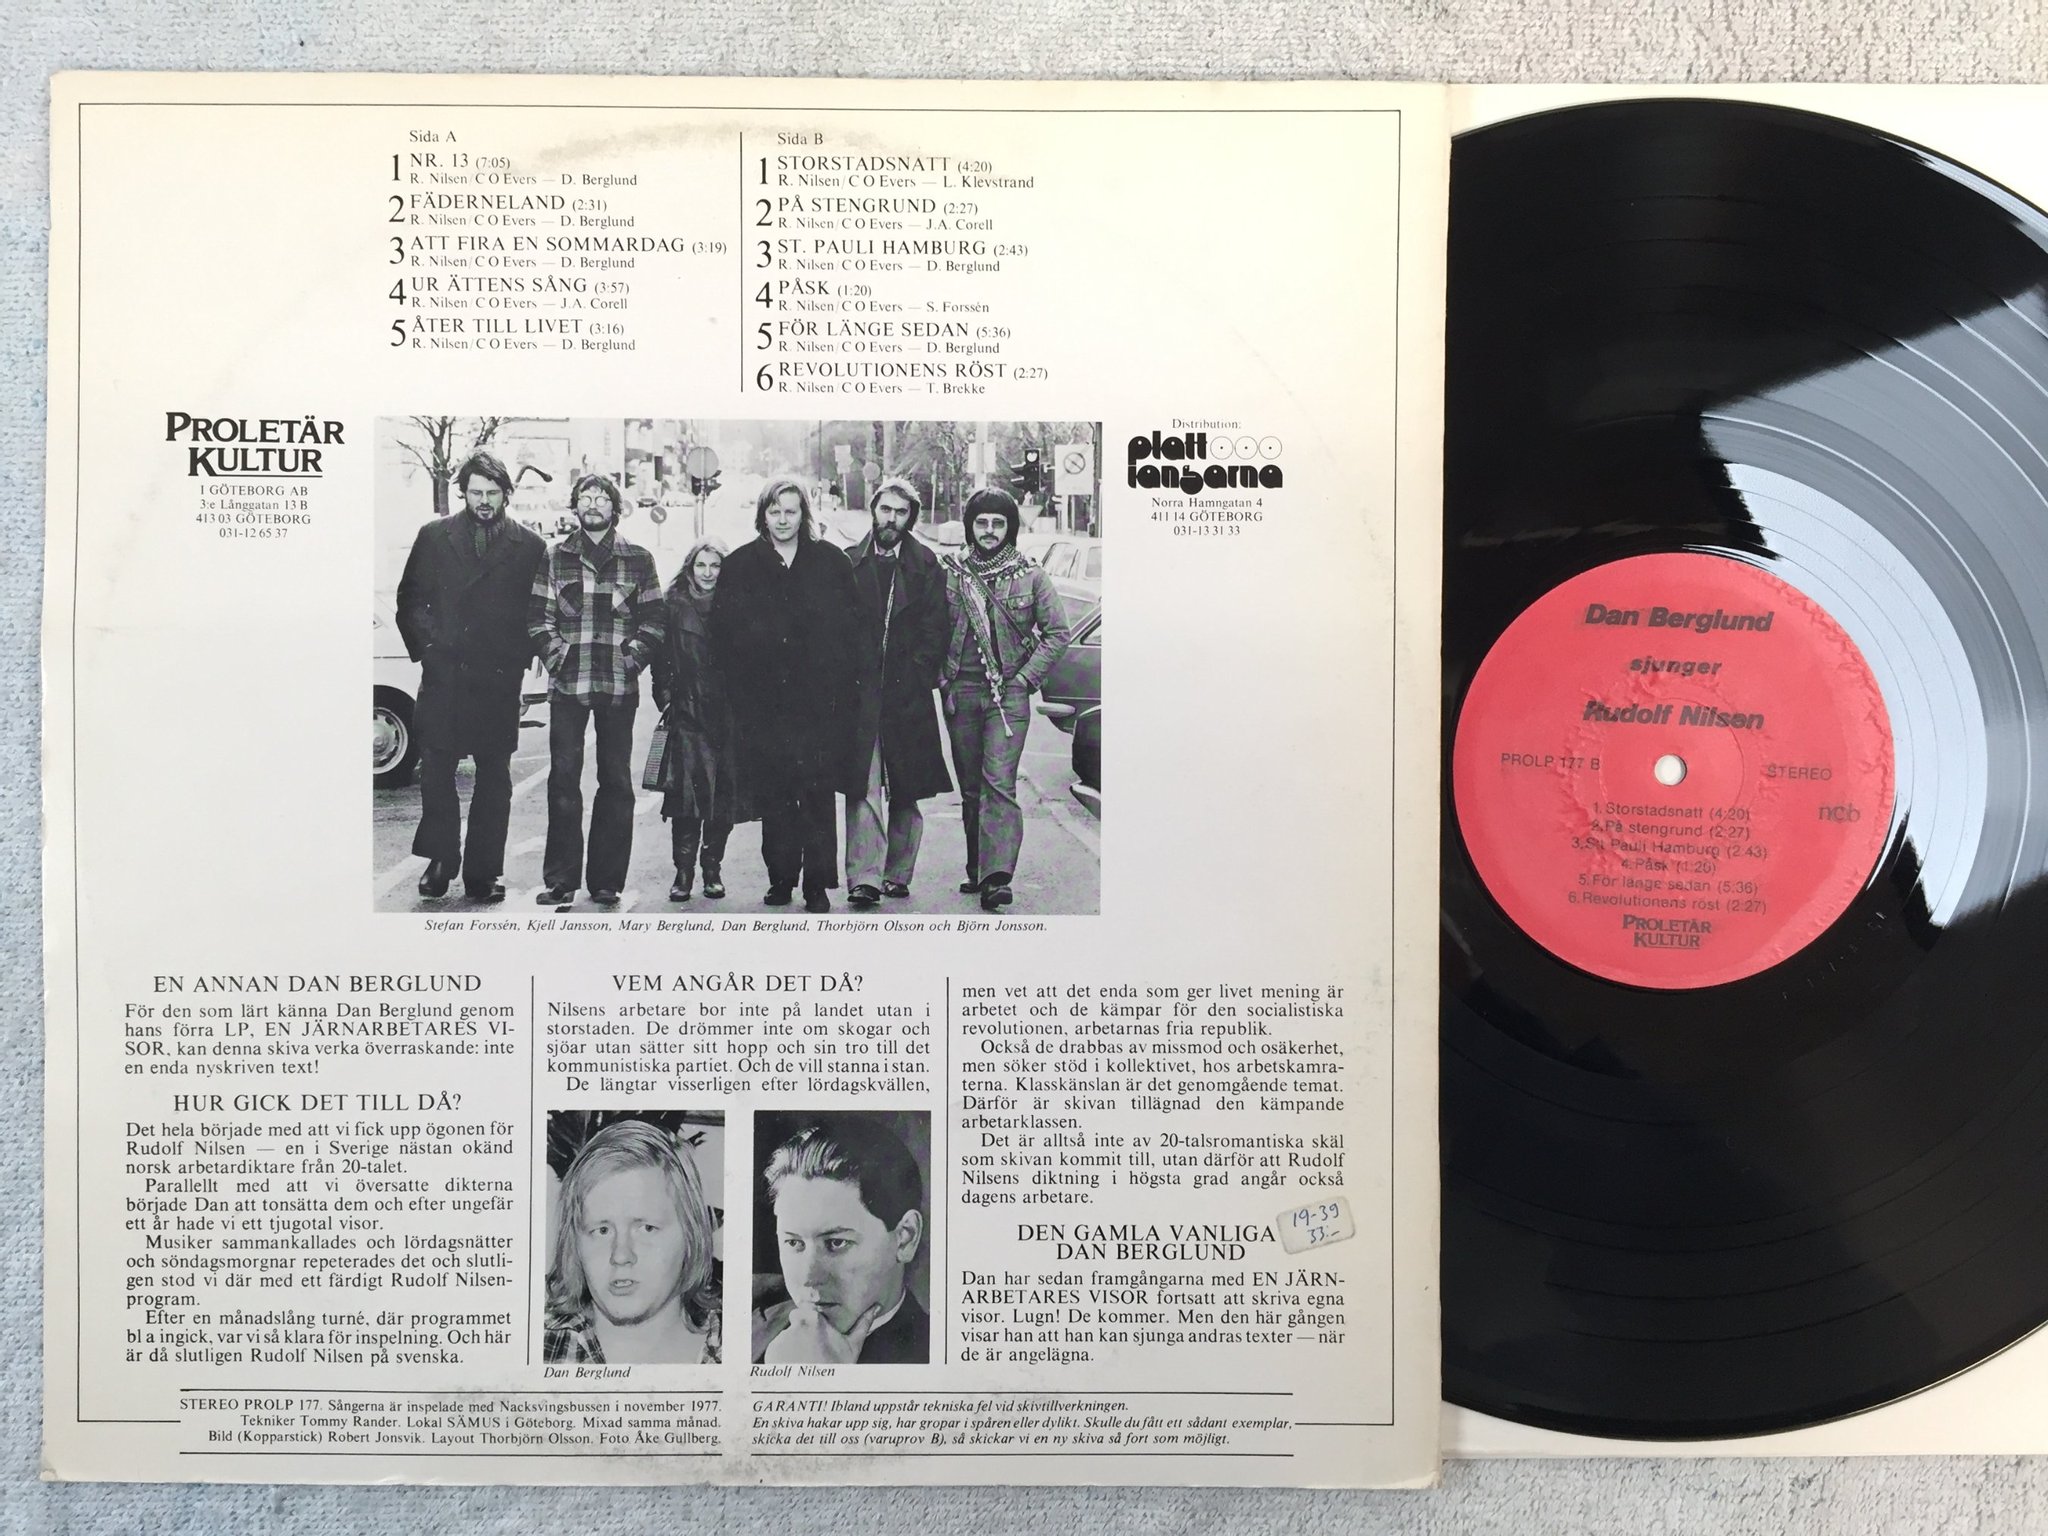 Sida A
1 NR. 13 (7:05)
R. Nilsen/C O Evers — D. Berglund
2 FÄDERNELAND (2:31)
R. Nilsen/C O Evers — D. Berglund
3 ATT FIRA EN SOMMARDAG (3:19)
R. Nilsen/C O Evers — D. Berglund
4 UR ÄTTENS SÅNG (3:57)
R. Nilsen/C O Evers — J.A. Corell
5 ÅTER TILL LIVET (3:16)
R. Nilsen/C O Evers — D. Berglund
Sida B
1 STORSTADSNATT (4:20)
R. Nilsen/C O Evers — L. Klevstrand
2 PÅ STENGRUND (2:27)
R. Nilsen/C O Evers — J.A. Corell
3 ST. PAULI HAMBURG (2:43)
R. Nilsen/C O Evers — D. Berglund
4 PÅSK (1:20)
R. Nilsen/C O Evers — S. Forssén
5 FÖR LÄNGE SEDAN (5:36)
R. Nilsen/C O Evers — D. Berglund
6 REVOLUTIONENS RÖST (2:27)
R. Nilsen/C O Evers — T. Brekke
PROLETÄR
KULTUR
I GÖTEBORG AB
3:e Långgatan 13 B
413 03 GÖTEBORG
031-12 65 37
Distribution:
platt
langarna
Norra Hamngatan 4
411 14 GÖTEBORG
031-13 31 33
Stefan Forssén, Kjell Jansson, Mary Berglund, Dan Berglund, Thorbjörn Olsson och Björn Jonsson.
EN ANNAN DAN BERGLUND
För den som lärt känna Dan Berglund genom
hans förra LP, EN JÄRNARBETARES VI-
SOR, kan denna skiva verka överraskande: inte
en enda nyskriven text!
HUR GICK DET TILL DÅ?
Det hela började med att vi fick upp ögonen för
Rudolf Nilsen — en i Sverige nästan okänd
norsk arbetardiktare från 20-talet.
Parallellt med att vi översatte dikterna
började Dan att tonsätta dem och efter ungefär
ett år hade vi ett tjugotal visor.
Musiker sammankallades och lördagsnätter
och söndagsmorgnar repeterades det och slutli-
gen stod vi där med ett färdigt Rudolf Nilsen-
program.
Efter en månadslång turné, där programmet
bl a ingick, var vi så klara för inspelning. Och här
är då slutligen Rudolf Nilsen på svenska.
VEM ANGÅR DET DÅ?
Nilsens arbetare bor inte på landet utan i
storstaden. De drömmer inte om skogar och
sjöar utan sätter sitt hopp och sin tro till det
kommunistiska partiet. Och de vill stanna i stan.
De längtar visserligen efter lördagskvällen,
Dan Berglund
Rudolf Nilsen
men vet att det enda som ger livet mening är
arbetet och de kämpar för den socialistiska
revolutionen, arbetarnas fria republik.
Också de drabbas av missmod och osäkerhet,
men söker stöd i kollektivet, hos arbetskamra-
terna. Klasskänslan är det genomgående temat.
Därför är skivan tillägnad den kämpande
arbetarklassen.
Det är alltså inte av 20-talsromantiska skäl
som skivan kommit till, utan därför att Rudolf
Nilsens diktning i högsta grad angår också
dagens arbetare.
19-39
33:-
DEN GAMLA VANLIGA
DAN BERGLUND
Dan har sedan framgångarna med EN JÄRN-
ARBETARES VISOR fortsatt att skriva egna
visor. Lugn! De kommer. Men den här gången
visar han att han kan sjunga andras texter — när
de är angelägna.
STEREO PROLP 177. Sångerna är inspelade med Nacksvingsbussen i november 1977.
Tekniker Tommy Rander. Lokal SÄMUS i Göteborg. Mixad samma månad.
Bild (Kopparstick) Robert Jonsvik. Layout Thorbjörn Olsson. Foto Åke Gullberg.
GARANTI! Ibland uppstår tekniska fel vid skivtillverkningen.
En skiva hakar upp sig, har gropar i spåren eller dylikt. Skulle du fått ett sådant exemplar,
skicka det till oss (varuprov B), så skickar vi en ny skiva så fort som möjligt.
Dan Berglund
sjunger
Rudolf Nilsen
PROLP 177 B
STEREO
ncb
1. Storstadsnatt (4:20)
2. På stengrund (2:27)
3. St. Pauli Hamburg (2:43)
4. Påsk (1:20)
5. För länge sedan (5:36)
6. Revolutionens röst (2:27)
PROLETÄR
KULTUR